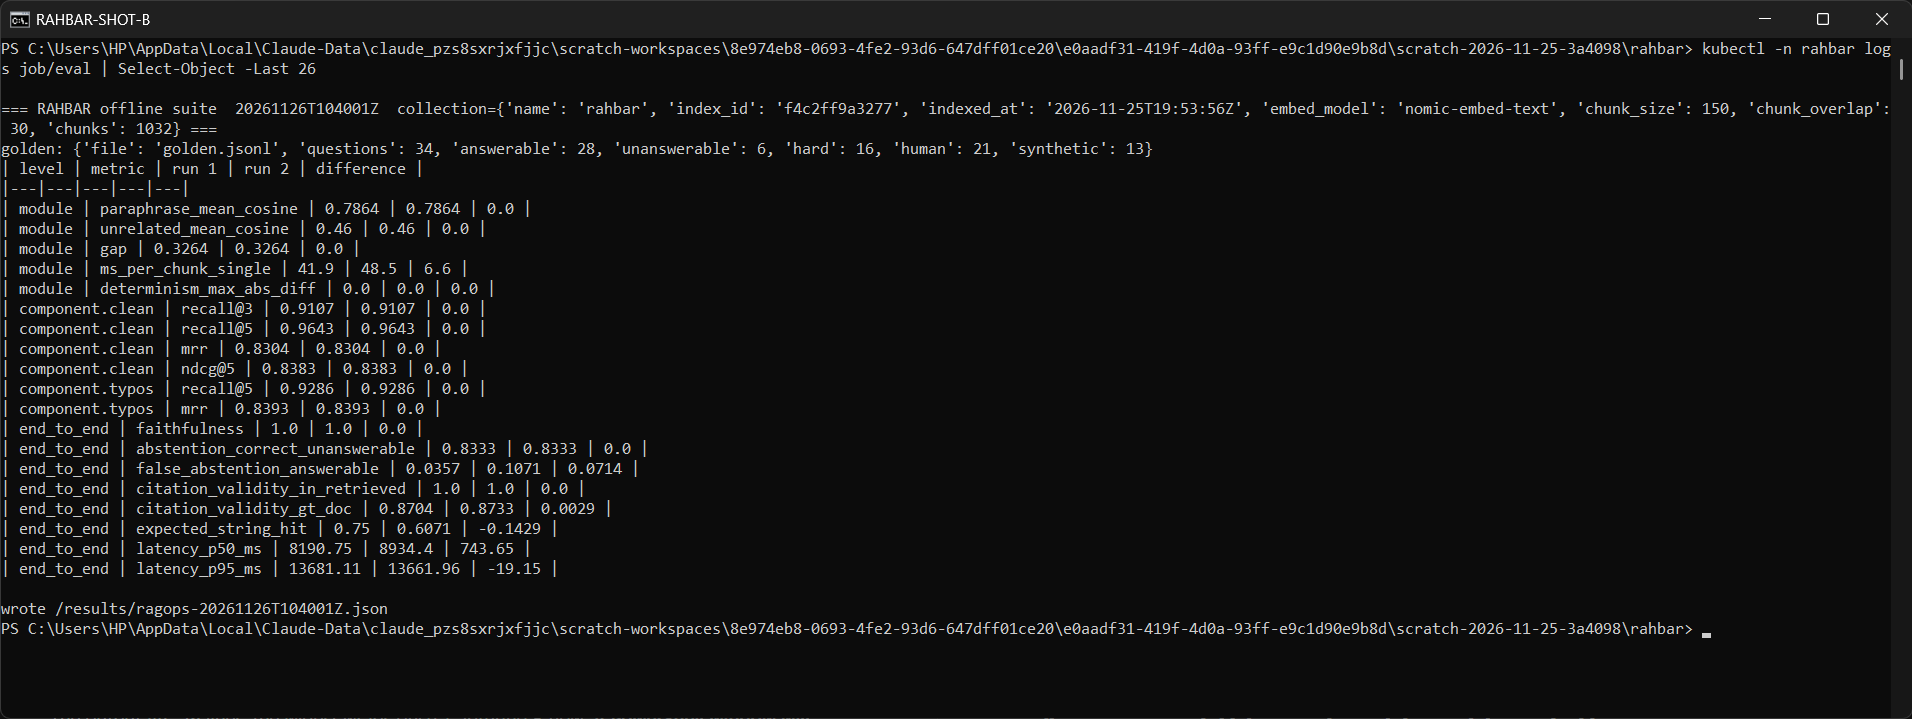 RAHBAR-SHOT-B
PS C:\Users\HP\AppData\Local\Claude-Data\claude_pzs8sxrjxfjjc\scratch-workspaces\8e974eb8-0693-4fe2-93d6-647dff01ce20\e0aadf31-419f-4d0a-93ff-e9c1d90e9b8d\scratch-2026-11-25-3a4098\rahbar> kubectl -n rahbar log
s job/eval | Select-Object -Last 26
=== RAHBAR offline suite  20261126T104001Z  collection={'name': 'rahbar', 'index_id': 'f4c2ff9a3277', 'indexed_at': '2026-11-25T19:53:56Z', 'embed_model': 'nomic-embed-text', 'chunk_size': 150, 'chunk_overlap':
 30, 'chunks': 1032} ===
golden: {'file': 'golden.jsonl', 'questions': 34, 'answerable': 28, 'unanswerable': 6, 'hard': 16, 'human': 21, 'synthetic': 13}
| level | metric | run 1 | run 2 | difference |
|---|---|---|---|---|
| module | paraphrase_mean_cosine | 0.7864 | 0.7864 | 0.0 |
| module | unrelated_mean_cosine | 0.46 | 0.46 | 0.0 |
| module | gap | 0.3264 | 0.3264 | 0.0 |
| module | ms_per_chunk_single | 41.9 | 48.5 | 6.6 |
| module | determinism_max_abs_diff | 0.0 | 0.0 | 0.0 |
| component.clean | recall@3 | 0.9107 | 0.9107 | 0.0 |
| component.clean | recall@5 | 0.9643 | 0.9643 | 0.0 |
| component.clean | mrr | 0.8304 | 0.8304 | 0.0 |
| component.clean | ndcg@5 | 0.8383 | 0.8383 | 0.0 |
| component.typos | recall@5 | 0.9286 | 0.9286 | 0.0 |
| component.typos | mrr | 0.8393 | 0.8393 | 0.0 |
| end_to_end | faithfulness | 1.0 | 1.0 | 0.0 |
| end_to_end | abstention_correct_unanswerable | 0.8333 | 0.8333 | 0.0 |
| end_to_end | false_abstention_answerable | 0.0357 | 0.1071 | 0.0714 |
| end_to_end | citation_validity_in_retrieved | 1.0 | 1.0 | 0.0 |
| end_to_end | citation_validity_gt_doc | 0.8704 | 0.8733 | 0.0029 |
| end_to_end | expected_string_hit | 0.75 | 0.6071 | -0.1429 |
| end_to_end | latency_p50_ms | 8190.75 | 8934.4 | 743.65 |
| end_to_end | latency_p95_ms | 13681.11 | 13661.96 | -19.15 |
wrote /results/ragops-20261126T104001Z.json
PS C:\Users\HP\AppData\Local\Claude-Data\claude_pzs8sxrjxfjjc\scratch-workspaces\8e974eb8-0693-4fe2-93d6-647dff01ce20\e0aadf31-419f-4d0a-93ff-e9c1d90e9b8d\scratch-2026-11-25-3a4098\rahbar>